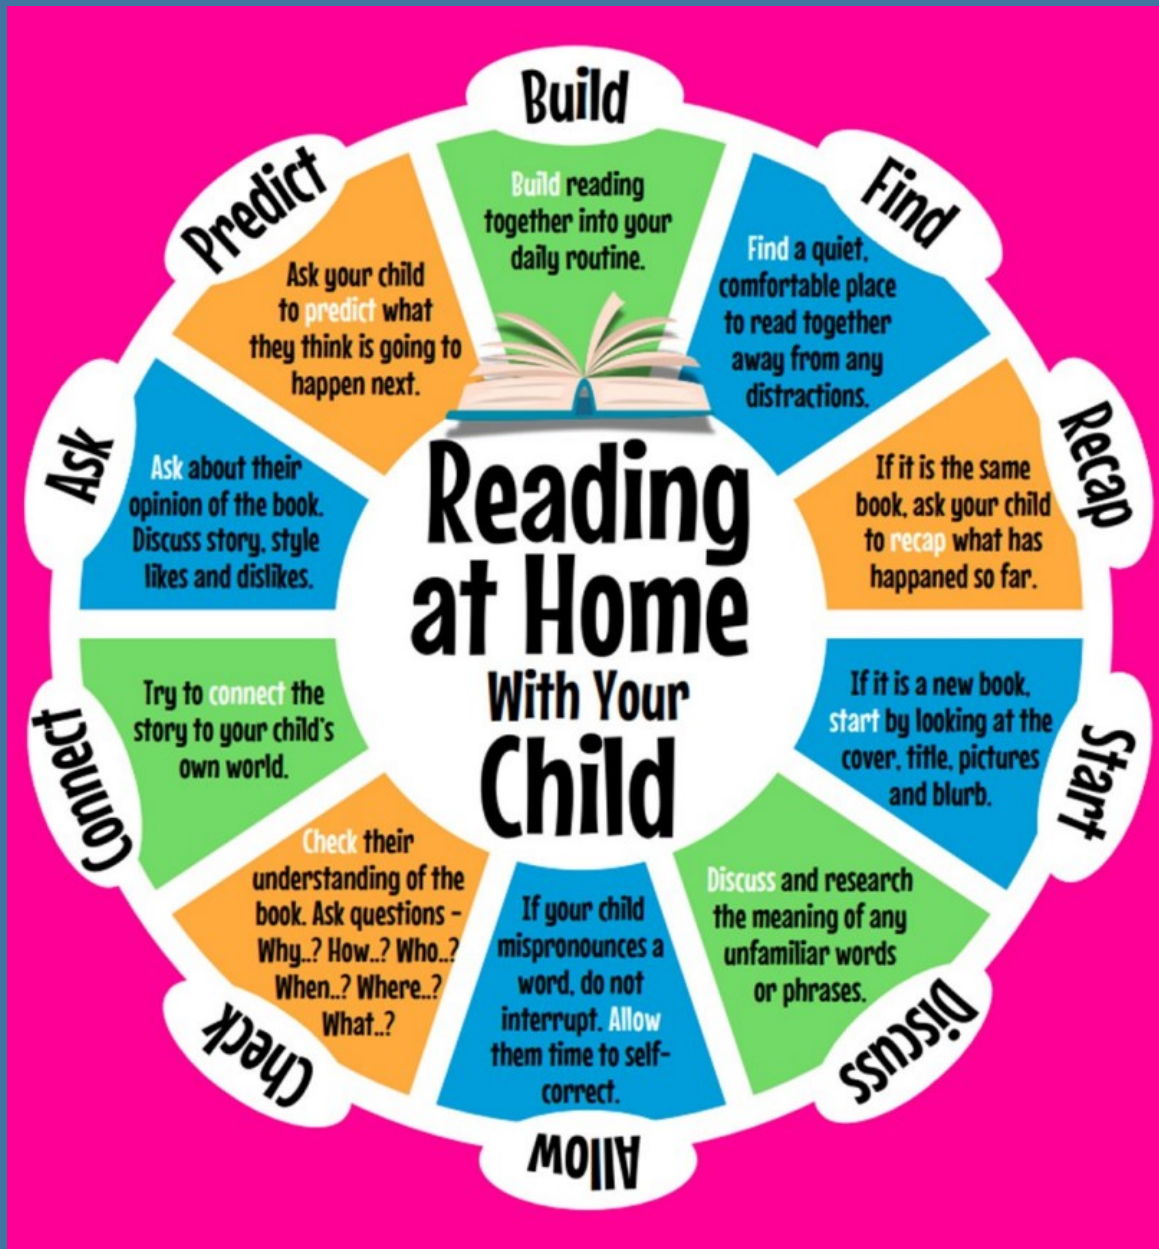 Build
Build reading
together into your
daily routine.
Find
Find a quiet,
comfortable place
to read together
away from any
distractions.
Recap
If it is the same
book, ask your child
to recap what has
happaned so far.
Start
If it is a new book,
start by looking at the
cover, title, pictures
and blurb.
Discuss
Discuss and research
the meaning of any
unfamiliar words
or phrases.
Allow
If your child
mispronounces a
word, do not
interrupt. Allow
them time to self-
correct.
Check
Check their
understanding of the
book. Ask questions –
Why..? How..? Who..?
When..? Where..?
What..?
Connect
Try to connect the
story to your child's
own world.
Ask
Ask about their
opinion of the book.
Discuss story, style
likes and dislikes.
Predict
Ask your child
to predict what
they think is going to
happen next.
Reading
at Home
With Your
Child